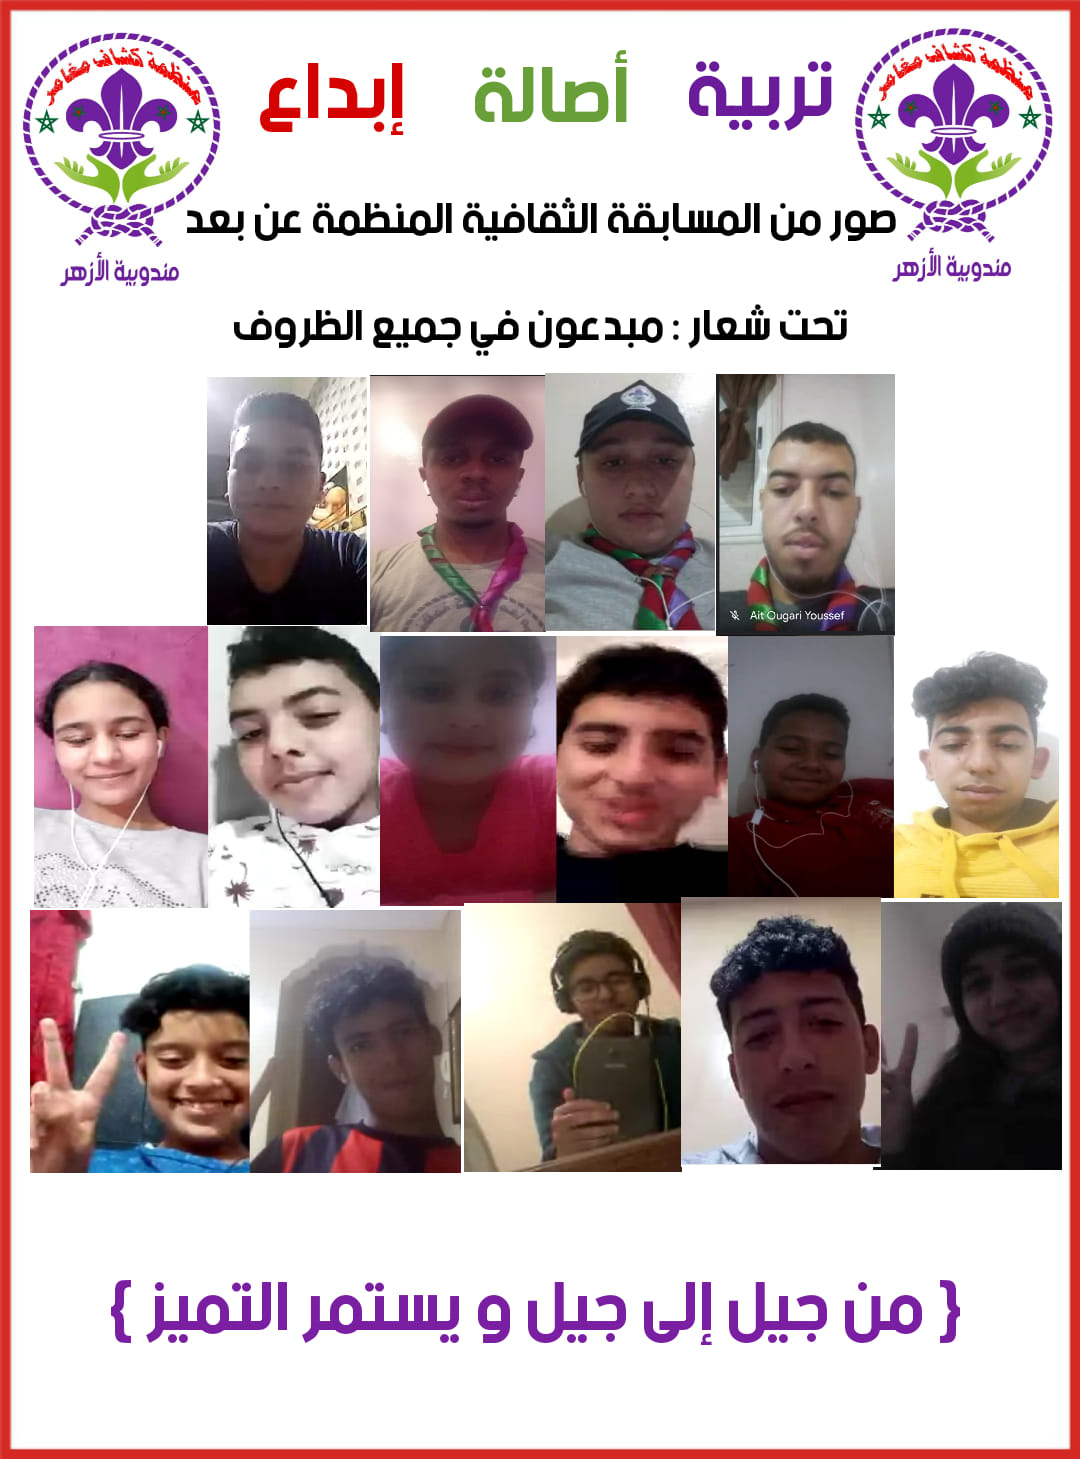 منظمة كشاف مغامر
منظمة كشاف مغامر
تربية أصالة إبداع
مندوبية الأزهر
مندوبية الأزهر
صور من المسابقة الثقافية المنظمة عن بعد
تحت شعار : مبدعون في جميع الظروف
Ait Ougari Youssef
{ من جيل إلى جيل و يستمر التميز }